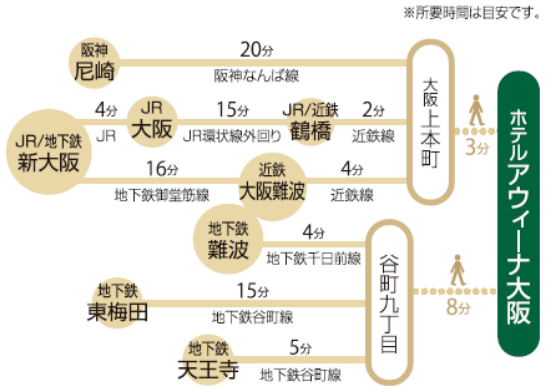 ※所要時間は目安です。
阪神
尼崎
20分
阪神なんば線
JR/地下鉄
新大阪
4分
JR
JR
大阪
15分
JR環状線外回り
JR/近鉄
鶴橋
2分
近鉄線
16分
地下鉄御堂筋線
近鉄
大阪難波
4分
近鉄線
大阪上本町
3分
地下鉄
難波
4分
地下鉄千日前線
地下鉄
東梅田
15分
地下鉄谷町線
地下鉄
天王寺
5分
地下鉄谷町線
谷町九丁目
8分
ホテルアウィーナ大阪